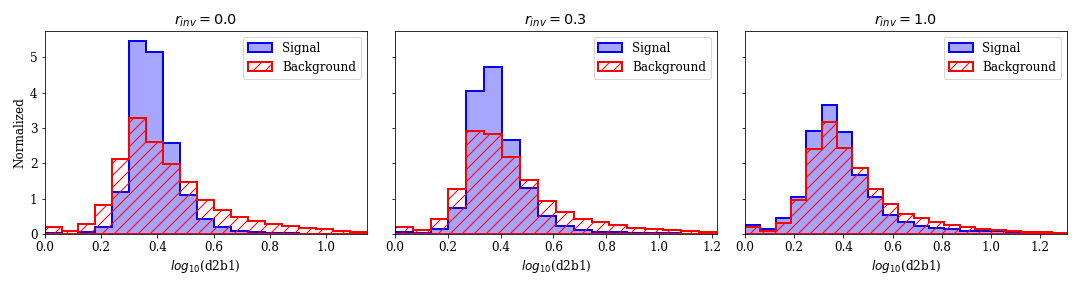 r_inv = 0.0
Signal
Background
Normalized
5
4
3
2
1
0
0.0 0.2 0.4 0.6 0.8 1.0
log10(d2b1)
r_inv = 0.3
Signal
Background
0.0 0.2 0.4 0.6 0.8 1.0 1.2
log10(d2b1)
r_inv = 1.0
Signal
Background
0.0 0.2 0.4 0.6 0.8 1.0 1.2
log10(d2b1)